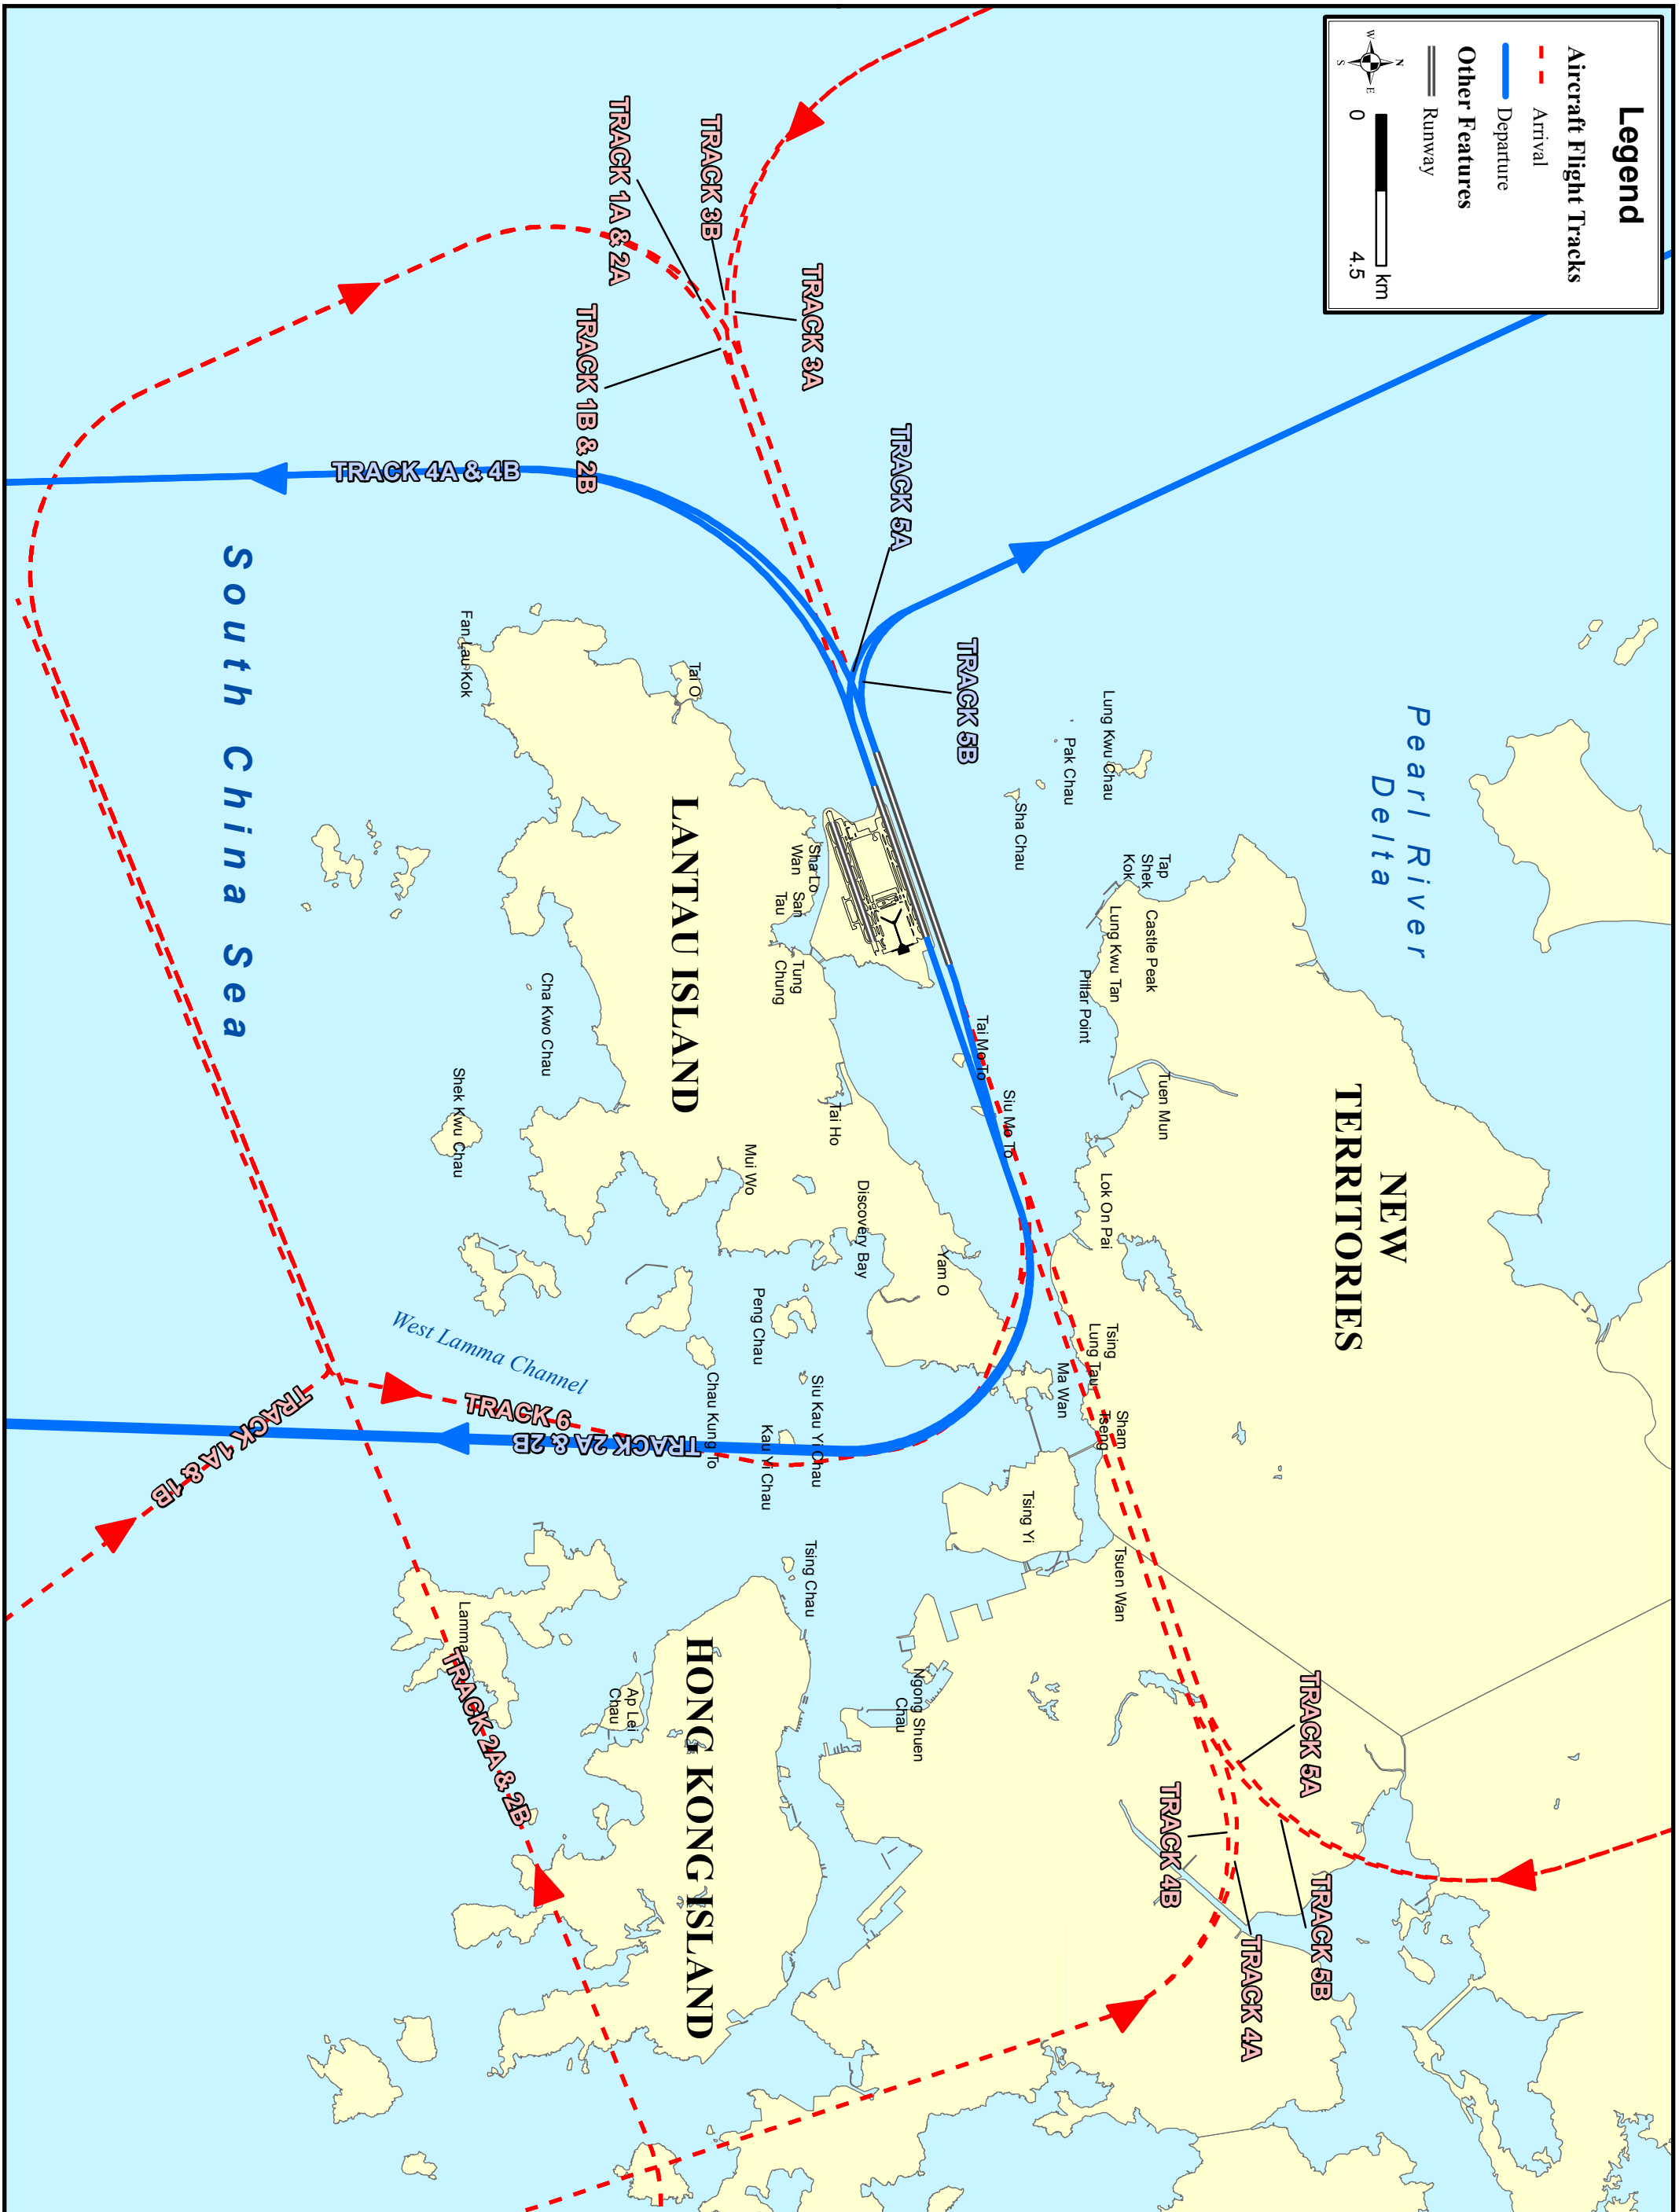 Legend
Aircraft Flight Tracks
Arrival
Departure
Other Features
Runway
N
W
E
S
0
4.5
km
TRACK 3B
TRACK 3A
TRACK 1A & 2A
TRACK 1B & 2B
TRACK 4A & 4B
TRACK 5A
TRACK 5B
Pearl River
Delta
South China Sea
NEW
TERRITORIES
LANTAU ISLAND
HONG KONG ISLAND
West Lamma Channel
Lung Kwu Chau
Pak Chau
Sha Chau
Tap
Shek
Kok
Castle Peak
Lung Kwu Tan
Pillar Point
Tuen Mun
Lok On Pai
Tai Mo To
Siu Mo To
Tsing
Lung Tau
Ma Wan
Sham
Tseng
Tsing Yi
Tsuen Wan
Fan Lau Kok
Tai O
Sha Lo
Wan
San
Tau
Tung
Chung
Tai Ho
Mui Wo
Discovery Bay
Yam O
Cha Kwo Chau
Shek Kwu Chau
Peng Chau
Chau Kung To
Siu Kau Yi Chau
Kau Yi Chau
Tsing Chau
Ngong Shuen
Chau
Lamma
Ap Lei
Chau
TRACK 6
TRACK 2A & 2B
TRACK 1A & 1B
TRACK 2A & 2B
TRACK 5A
TRACK 5B
TRACK 4B
TRACK 4A